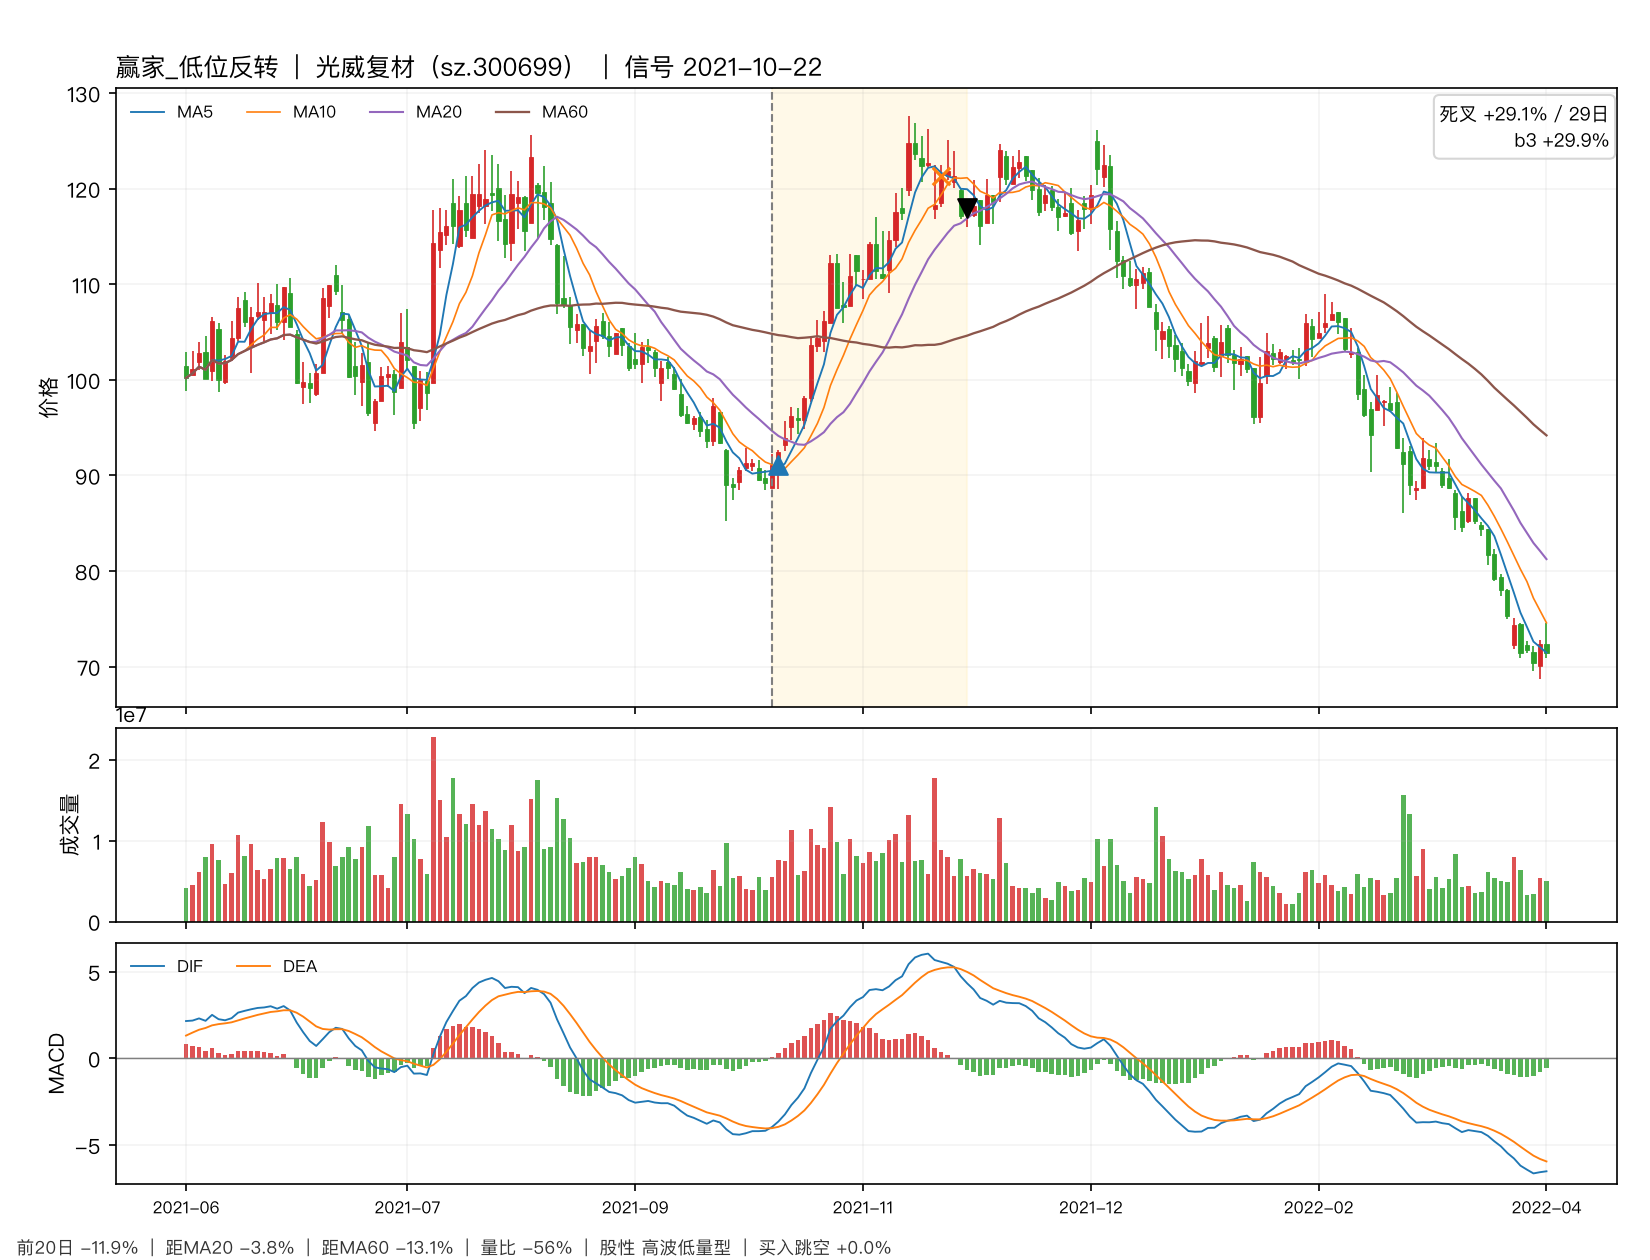 赢家_低位反转 | 光威复材（sz.300699） | 信号 2021-10-22
MA5 MA10 MA20 MA60
死叉 +29.1% / 29日
b3 +29.9%
130
120
110
100
90
80
70
价格
1e7
2
1
0
成交量
DIF DEA
5
0
−5
MACD
2021-06 2021-07 2021-09 2021-11 2021-12 2022-02 2022-04
前20日 -11.9% | 距MA20 -3.8% | 距MA60 -13.1% | 量比 -56% | 股性 高波低量型 | 买入跳空 +0.0%